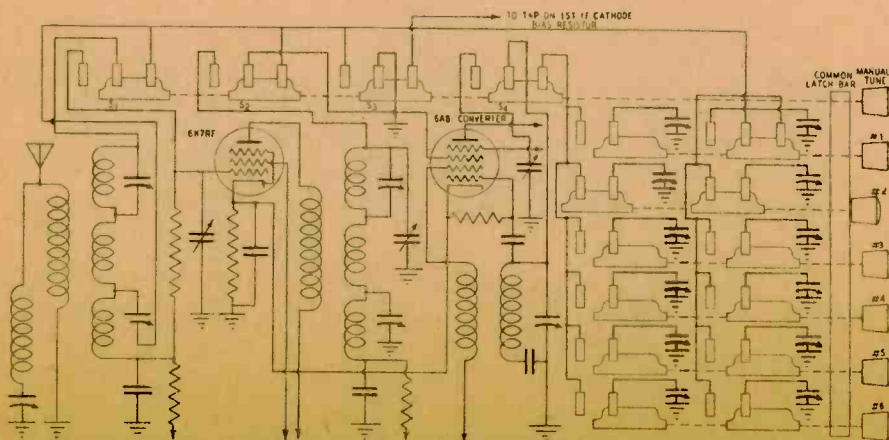 TO TAP ON 1ST IF CATHODE
BIAS RESISTOR
S1
S2
S3
S4
6K7RF
6A8 CONVERTER
COMMON
LATCH BAR
MANUAL
TUNE
#1
#2
#3
#4
#5
#6